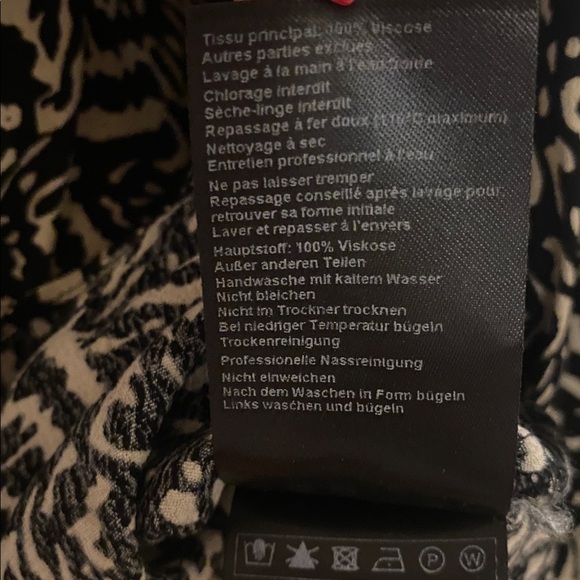 Tissu principal: 100% Viscose
Autres parties exclues
Lavage à la main à l'eau froide
Chlorage interdit
Sèche-linge interdit
Repassage à fer doux (110°C maximum)
Nettoyage à sec
Entretien professionnel à l'eau
Ne pas laisser tremper
Repassage conseillé après lavage pour
retrouver sa forme initiale
Laver et repasser à l'envers
Hauptstoff: 100% Viskose
Außer anderen Teilen
Handwäsche mit kaltem Wasser
Nicht bleichen
Nicht im Trockner trocknen
Bei niedriger Temperatur bügeln
Trockenreinigung
Professionelle Nassreinigung
Nicht einweichen
Nach dem Waschen in Form bügeln
Links waschen und bügeln
P W